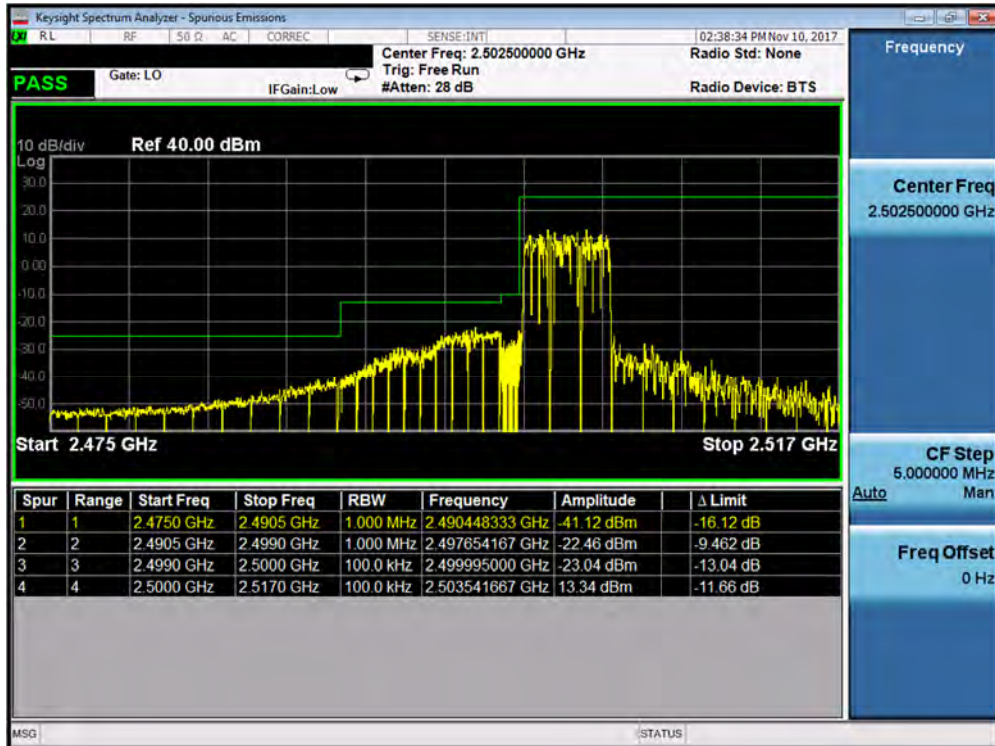 Keysight Spectrum Analyzer - Spurious Emissions
LXI RL RF 50 Ω AC CORREC SENSE:INT 02:38:34 PM Nov 10, 2017
Center Freq: 2.502500000 GHz Radio Std: None Frequency
PASS Gate: LO Trig: Free Run
IFGain:Low #Atten: 28 dB Radio Device: BTS
10 dB/div Ref 40.00 dBm
Log
30.0
20.0
10.0
0.00
-10.0
-20.0
-30.0
-40.0
-50.0
Start 2.475 GHz Stop 2.517 GHz
Center Freq
2.502500000 GHz
CF Step
5.000000 MHz
Auto Man
Freq Offset
0 Hz
Spur Range Start Freq Stop Freq RBW Frequency Amplitude Δ Limit
1 1 2.4750 GHz 2.4905 GHz 1.000 MHz 2.490448333 GHz -41.12 dBm -16.12 dB
2 2 2.4905 GHz 2.4990 GHz 1.000 MHz 2.497654167 GHz -22.46 dBm -9.462 dB
3 3 2.4990 GHz 2.5000 GHz 100.0 kHz 2.499995000 GHz -23.04 dBm -13.04 dB
4 4 2.5000 GHz 2.5170 GHz 100.0 kHz 2.503541667 GHz 13.34 dBm -11.66 dB
MSG STATUS